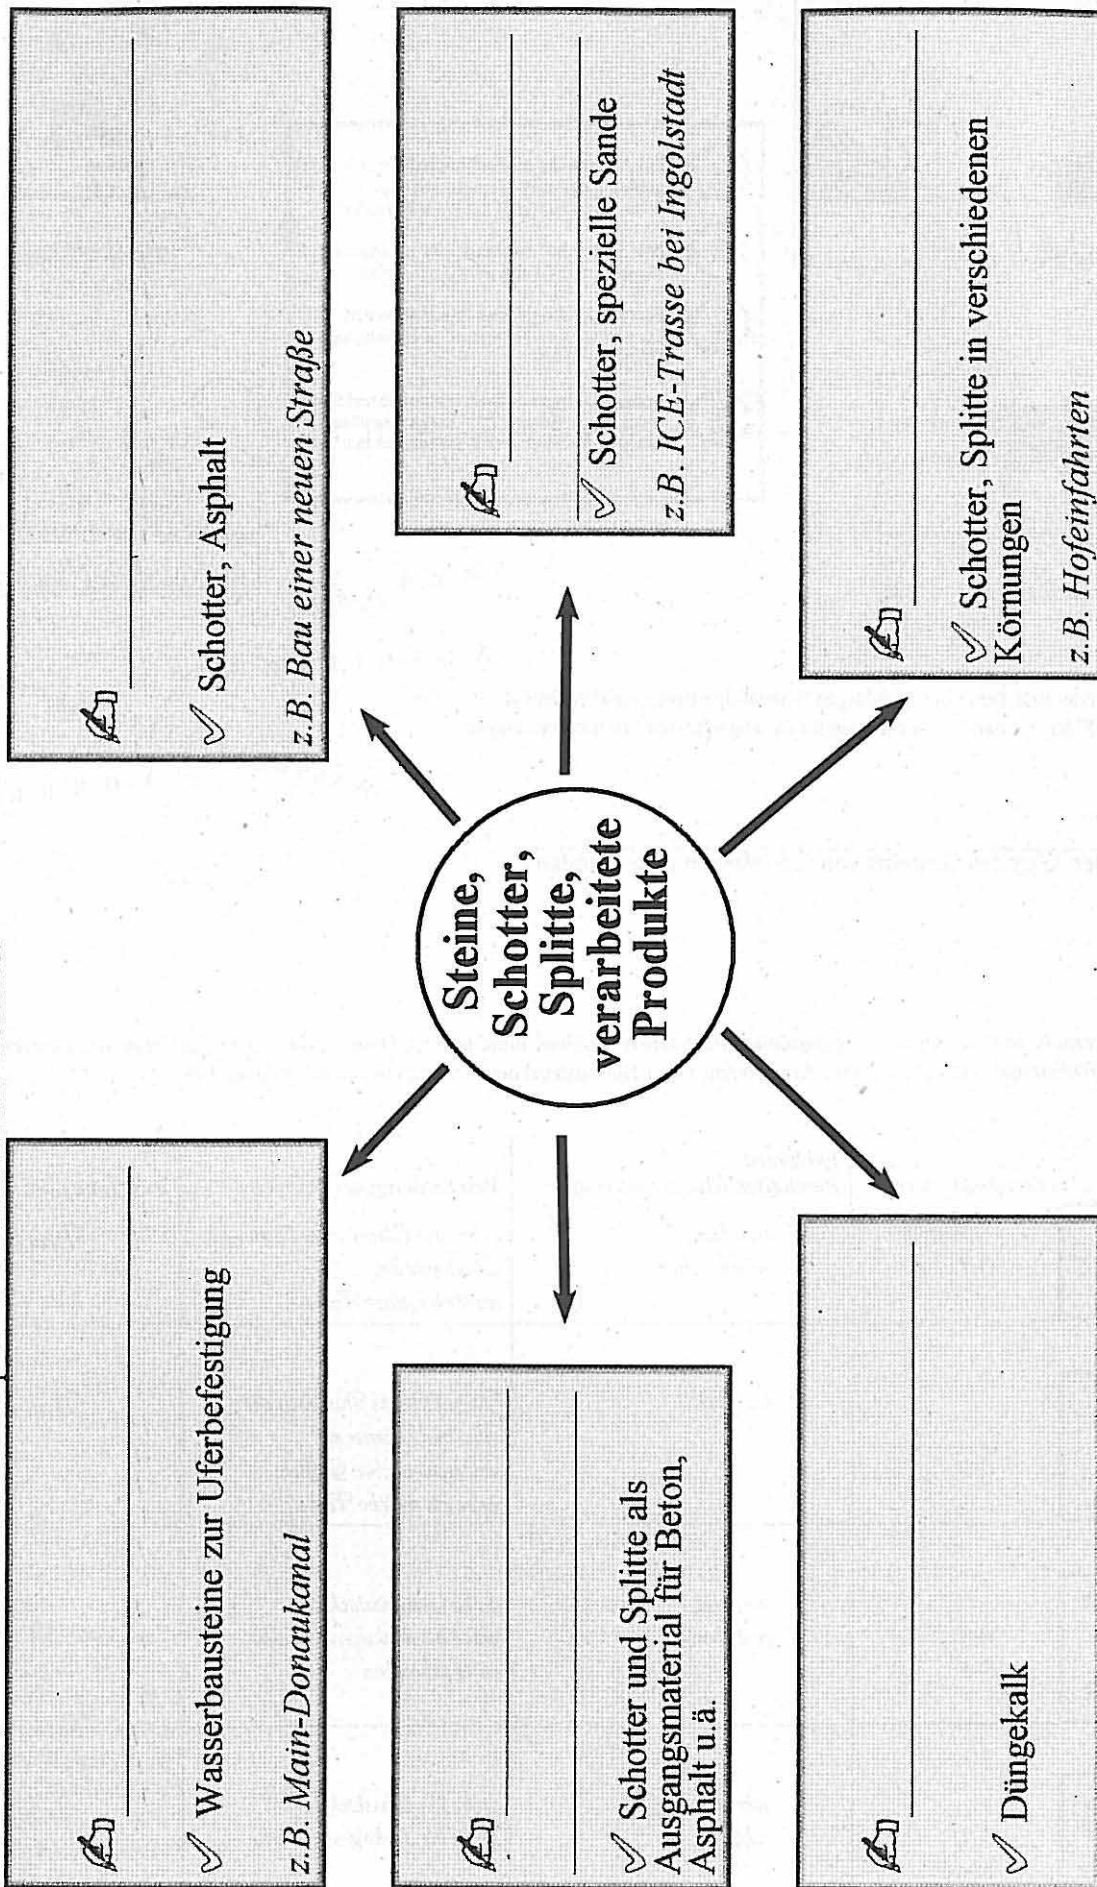 Wasserbausteine zur Uferbefestigung
z.B. Main-Donaukanal
Schotter, Asphalt
z.B. Bau einer neuen Straße
Schotter und Splitte als
Ausgangsmaterial für Beton,
Asphalt u.ä.
Steine,
Schotter,
Splitte,
verarbeitete
Produkte
Schotter, spezielle Sande
z.B. ICE-Trasse bei Ingolstadt
Düngekalk
Schotter, Splitte in verschiedenen
Körnungen
z.B. Hofeinfahrten